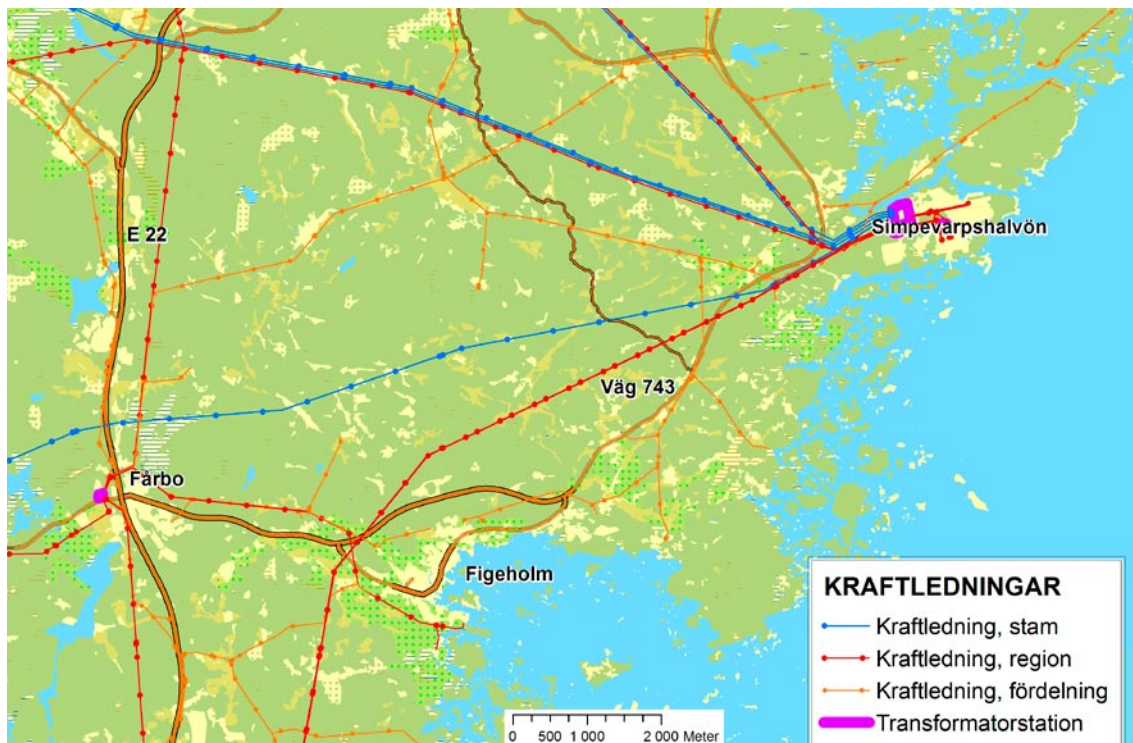 E 22
Simpevarpshalvön
Väg 743
Fårbo
Figeholm
KRAFTLEDNINGAR
Kraftledning, stam
Kraftledning, region
Kraftledning, fördelning
Transformatorstation
0 500 1 000 2 000 Meter